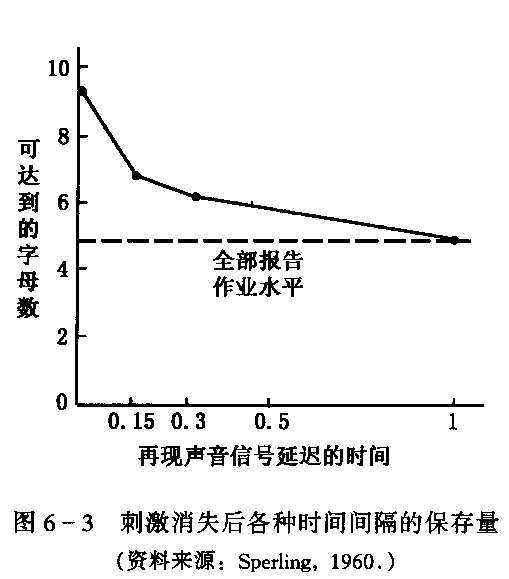 10
8
6
4
2
0
可达到的字母数
全部报告
作业水平
0.15 0.3 0.5 1
再现声音信号延迟的时间
图6-3 刺激消失后各种时间间隔的保存量
(资料来源：Sperling, 1960.)